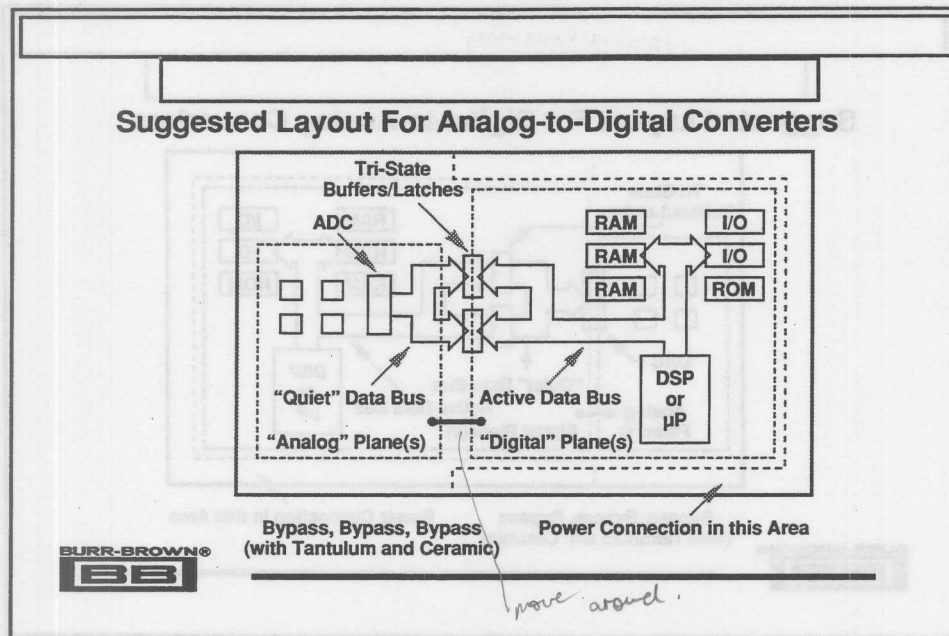 Suggested Layout For Analog-to-Digital Converters
Tri-State
Buffers/Latches
ADC
RAM
I/O
RAM
I/O
RAM
ROM
"Quiet" Data Bus
Active Data Bus
DSP
or
µP
"Analog" Plane(s)
"Digital" Plane(s)
Bypass, Bypass, Bypass
(with Tantulum and Ceramic)
Power Connection in this Area
BURR-BROWN®
BB
move around.